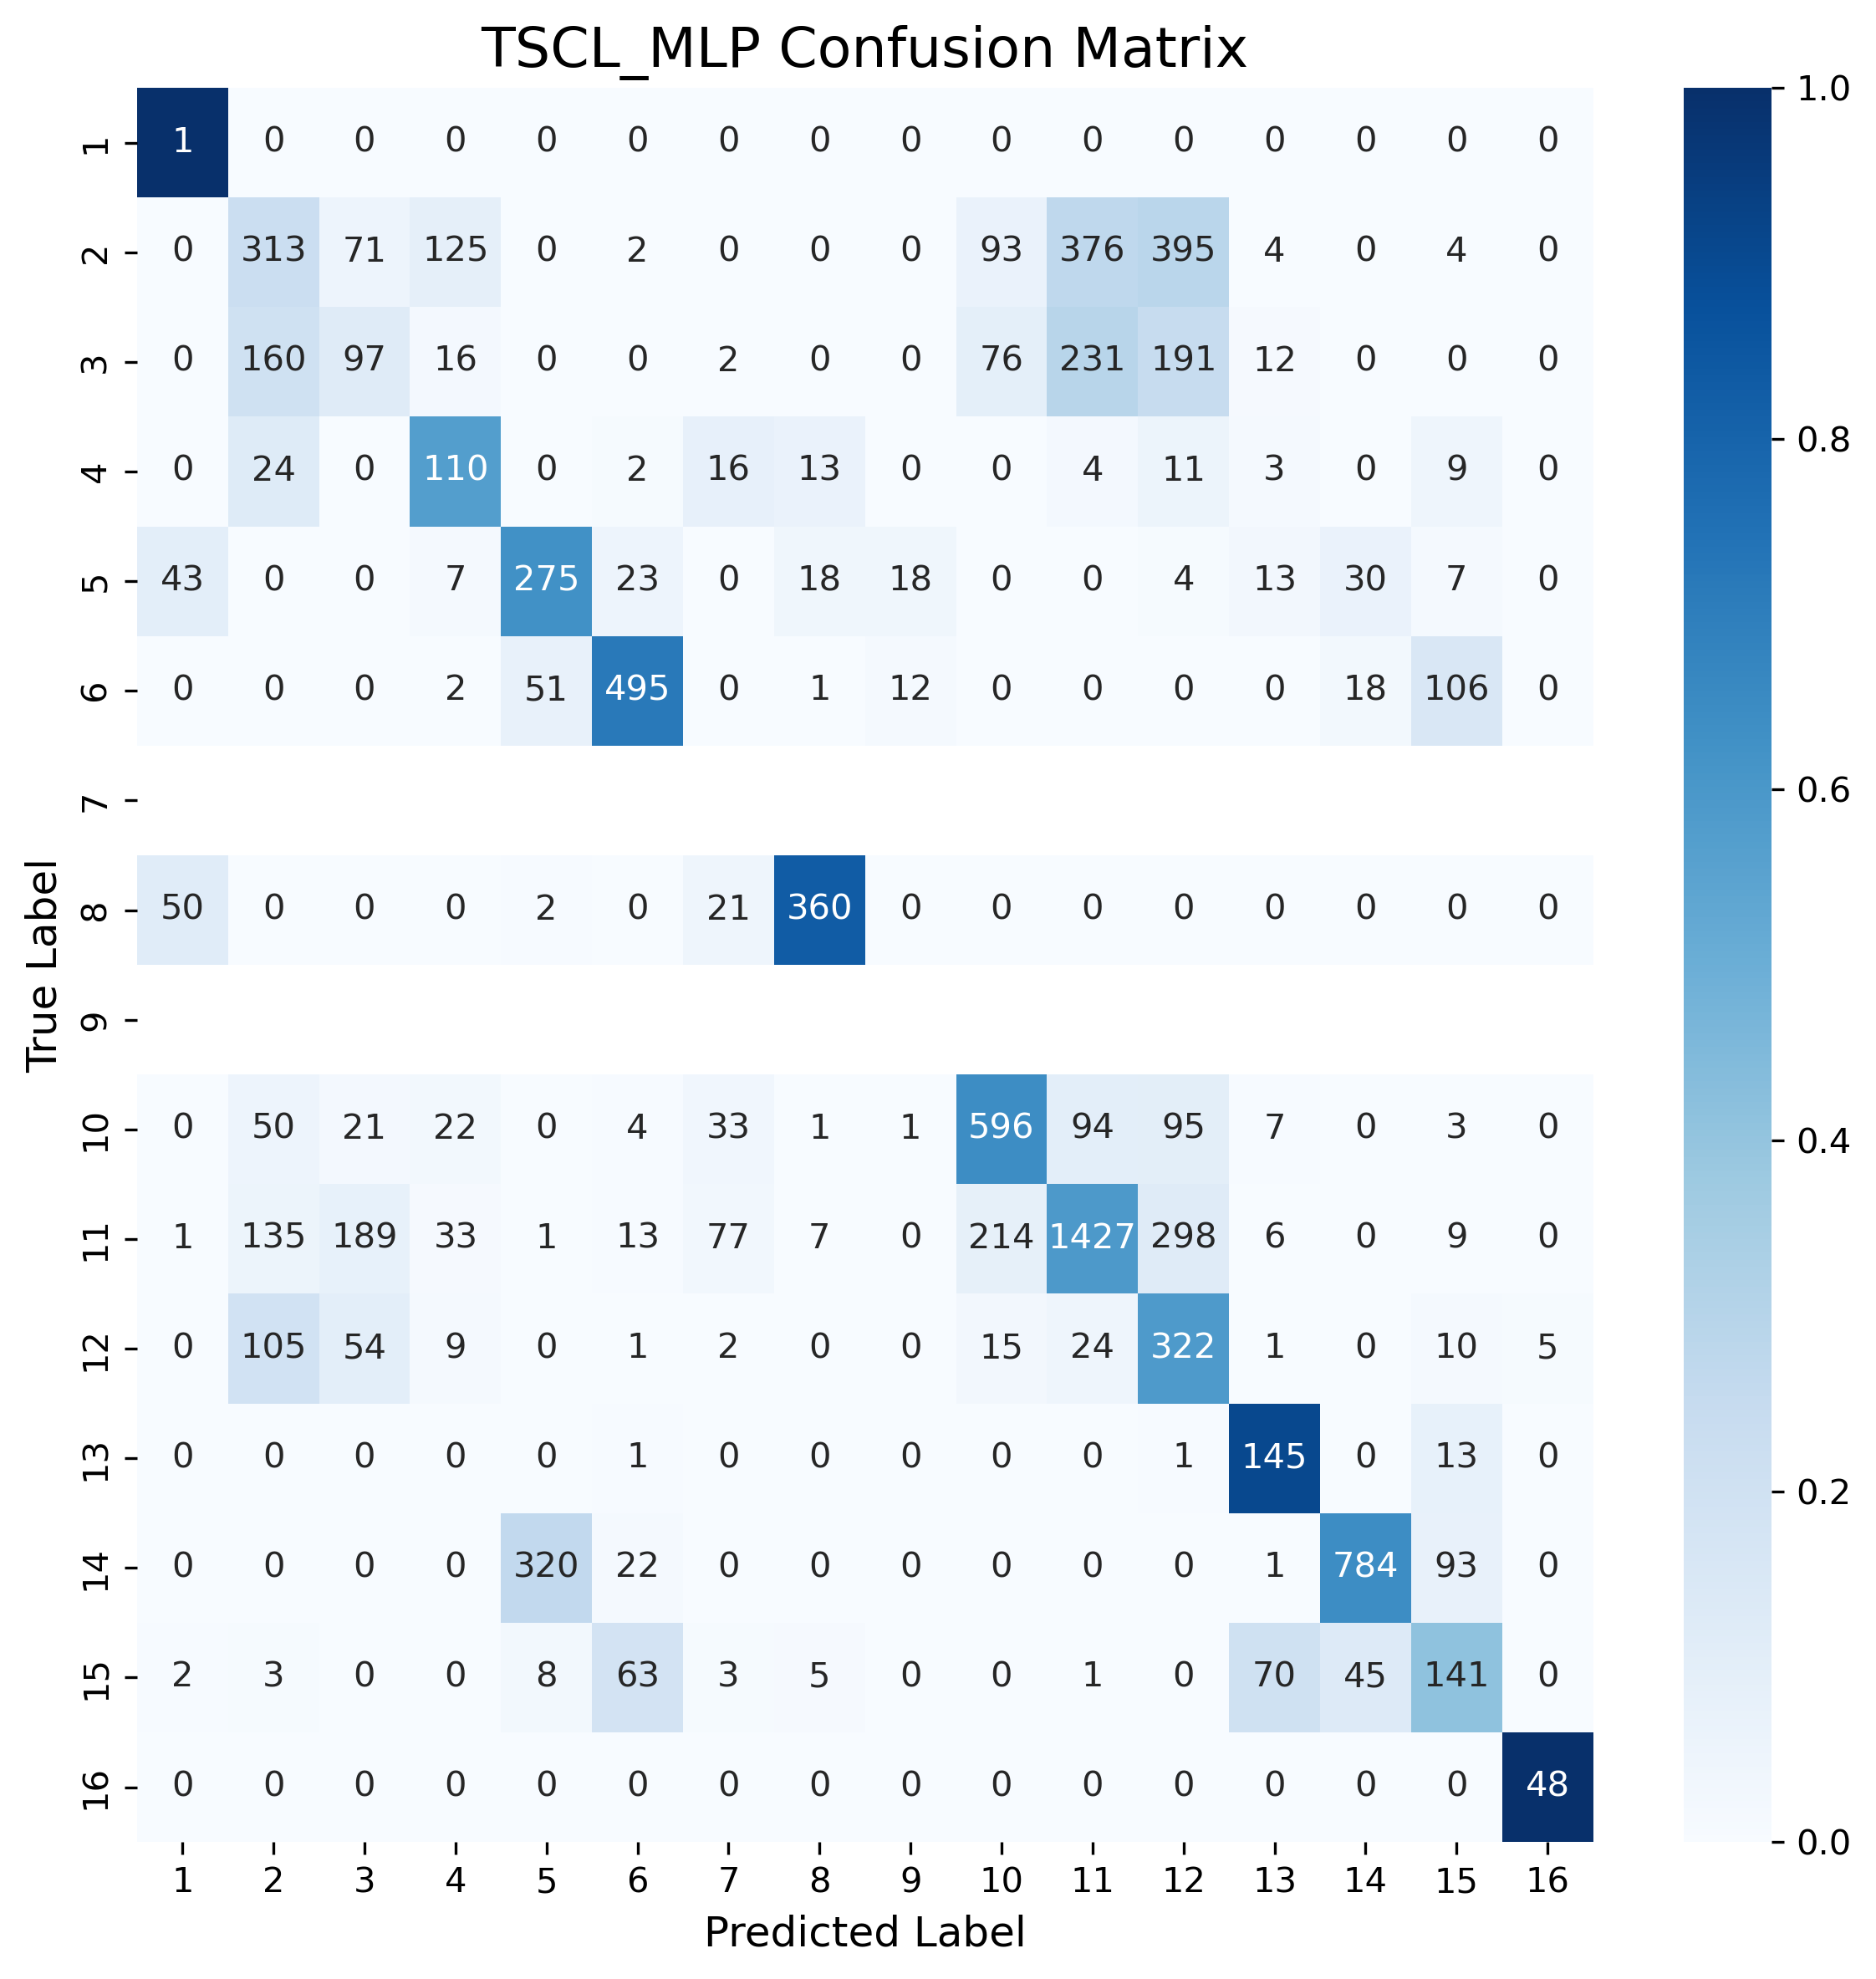 TSCL_MLP Confusion Matrix
1 1 0 0 0 0 0 0 0 0 0 0 0 0 0 0 0
2 0 313 71 125 0 2 0 0 0 93 376 395 4 0 4 0
3 0 160 97 16 0 0 2 0 0 76 231 191 12 0 0 0
4 0 24 0 110 0 2 16 13 0 0 4 11 3 0 9 0
5 43 0 0 7 275 23 0 18 18 0 0 4 13 30 7 0
6 0 0 0 2 51 495 0 1 12 0 0 0 0 18 106 0
7
8 50 0 0 0 2 0 21 360 0 0 0 0 0 0 0 0
9
10 0 50 21 22 0 4 33 1 1 596 94 95 7 0 3 0
11 1 135 189 33 1 13 77 7 0 214 1427 298 6 0 9 0
12 0 105 54 9 0 1 2 0 0 15 24 322 1 0 10 5
13 0 0 0 0 0 1 0 0 0 0 0 1 145 0 13 0
14 0 0 0 0 320 22 0 0 0 0 0 0 1 784 93 0
15 2 3 0 0 8 63 3 5 0 0 1 0 70 45 141 0
16 0 0 0 0 0 0 0 0 0 0 0 0 0 0 0 48
1 2 3 4 5 6 7 8 9 10 11 12 13 14 15 16
Predicted Label
True Label
1.0
0.8
0.6
0.4
0.2
0.0